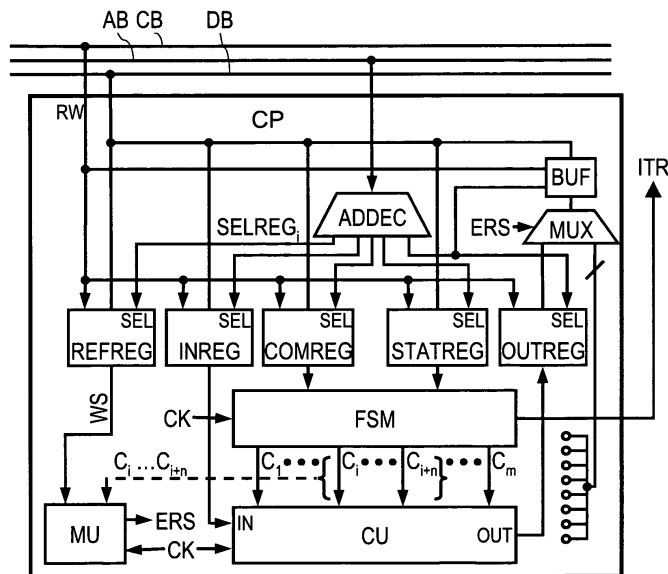 AB CB DB
RW
CP
ITR
BUF
ADDEC
SELREGi
ERS
MUX
SEL SEL SEL SEL SEL
REFREG INREG COMREG STATREG OUTREG
WS
CK
FSM
Ci ...Ci+n
C1 •••• Ci ••••• Ci+n •••• Cm
MU
ERS
CK
IN
CU
OUT